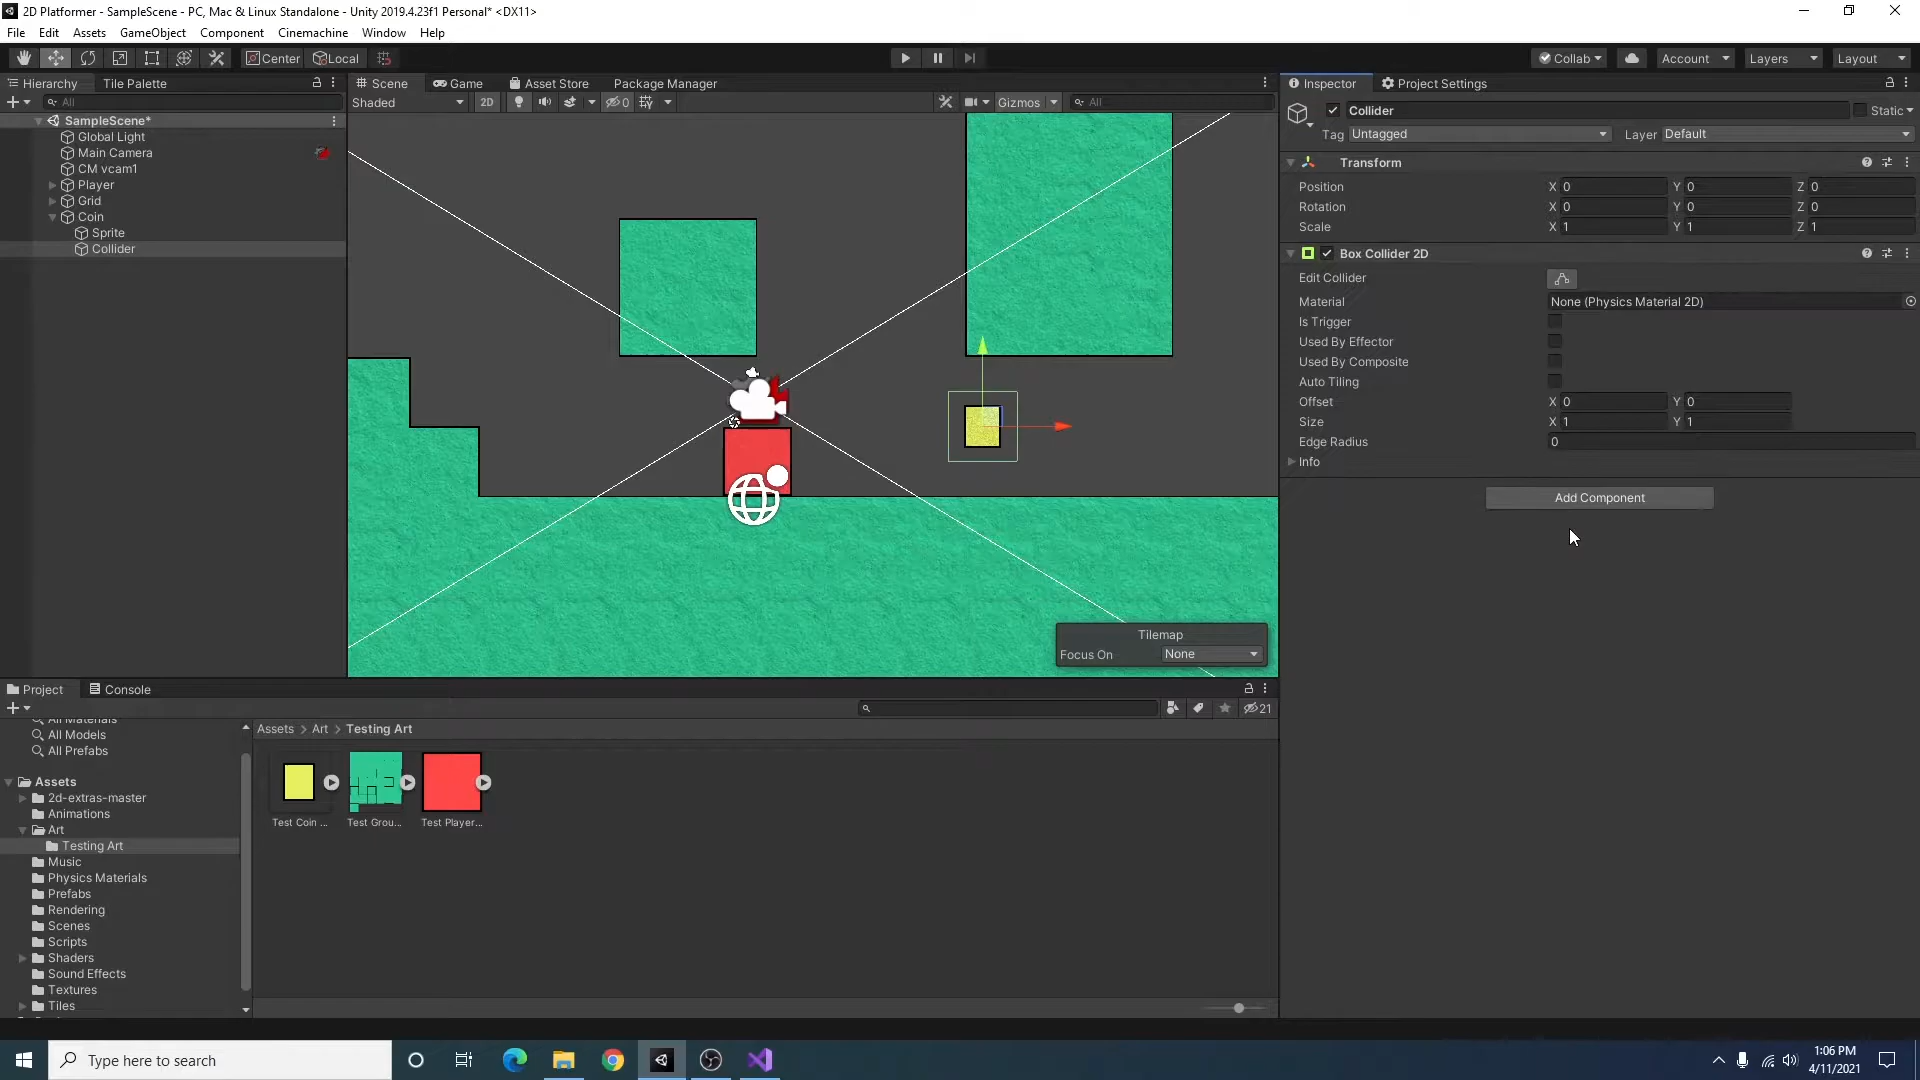 2D Platformer - SampleScene - PC, Mac & Linux Standalone - Unity 2019.4.23f1 Personal* <DX11>
File Edit Assets GameObject Component Cinemachine Window Help
Center Local Collab Account Layers Layout
Hierarchy Tile Palette Scene Game Asset Store Package Manager Inspector Project Settings
All Shaded 2D 0 Gizmos All
Collider Static
Tag Untagged Layer Default
SampleScene*
Global Light
Main Camera
CM vcam1
Player
Grid
Coin
Sprite
Collider
Transform
Position X 0 Y 0 Z 0
Rotation X 0 Y 0 Z 0
Scale X 1 Y 1 Z 1
Box Collider 2D
Edit Collider
Material None (Physics Material 2D)
Is Trigger
Used By Effector
Used By Composite
Auto Tiling
Offset X 0 Y 0
Size X 1 Y 1
Edge Radius 0
Info
Add Component
Tilemap
Focus On None
Project Console
21
All Materials
All Models
All Prefabs
Assets
2d-extras-master
Animations
Art
Testing Art
Music
Physics Materials
Prefabs
Rendering
Scenes
Scripts
Shaders
Sound Effects
Textures
Tiles
Assets > Art > Testing Art
Test Coin ... Test Grou... Test Player...
Type here to search
1:06 PM
4/11/2021